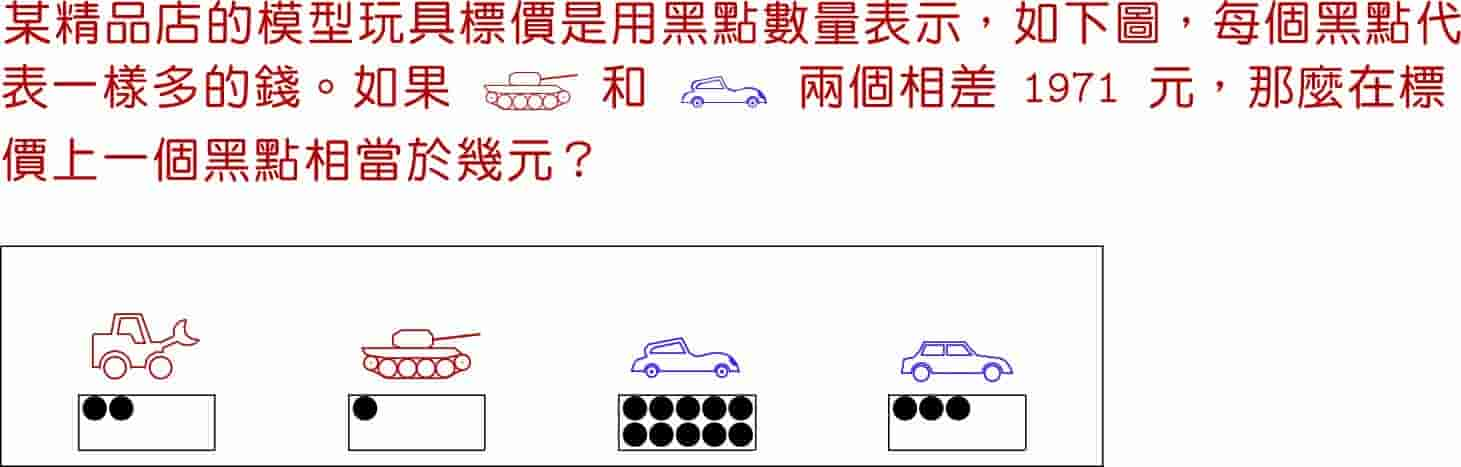 某精品店的模型玩具標價是用黑點數量表示，如下圖，每個黑點代
表一樣多的錢。如果 和 兩個相差 1971 元，那麼在標
價上一個黑點相當於幾元？